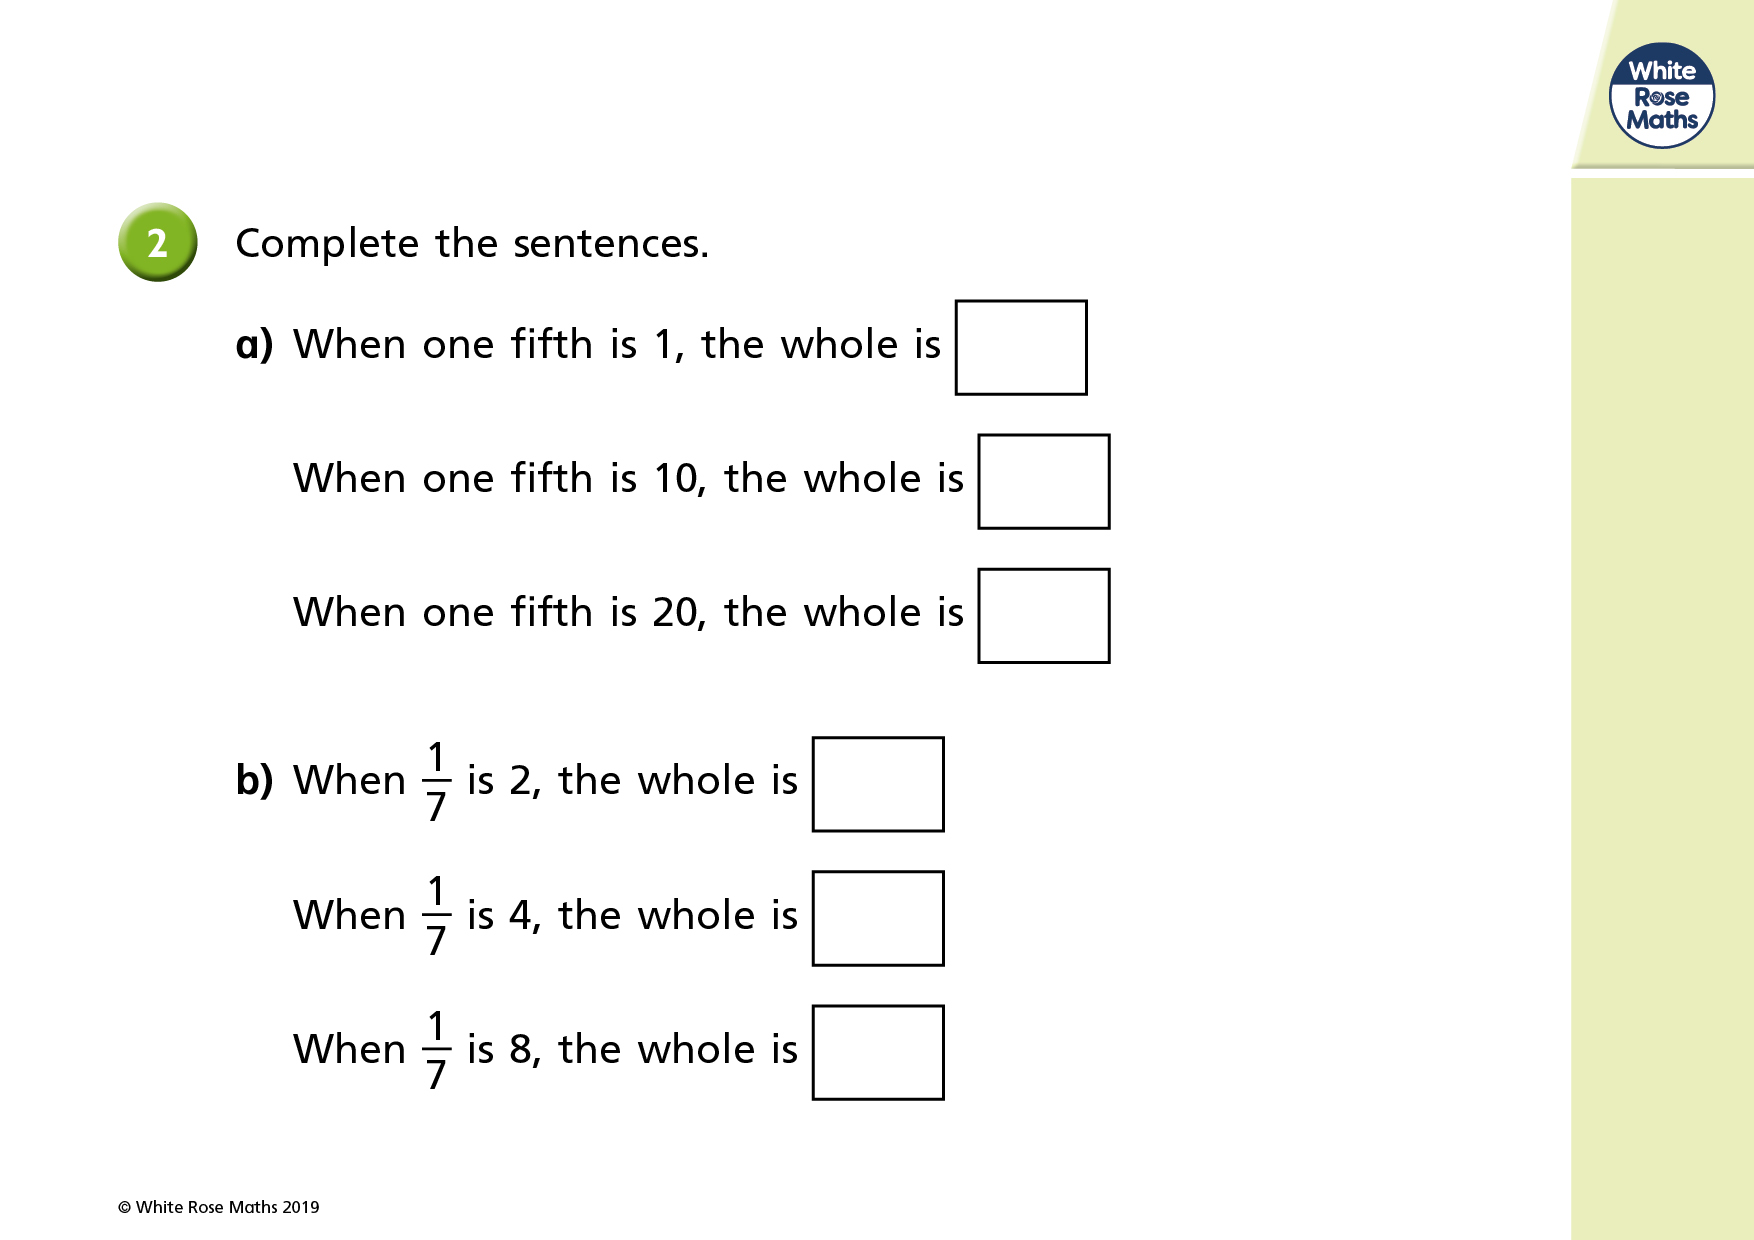 White
Rose
Maths
2 Complete the sentences.
a) When one fifth is 1, the whole is
When one fifth is 10, the whole is
When one fifth is 20, the whole is
b) When 1/7 is 2, the whole is
When 1/7 is 4, the whole is
When 1/7 is 8, the whole is
© White Rose Maths 2019